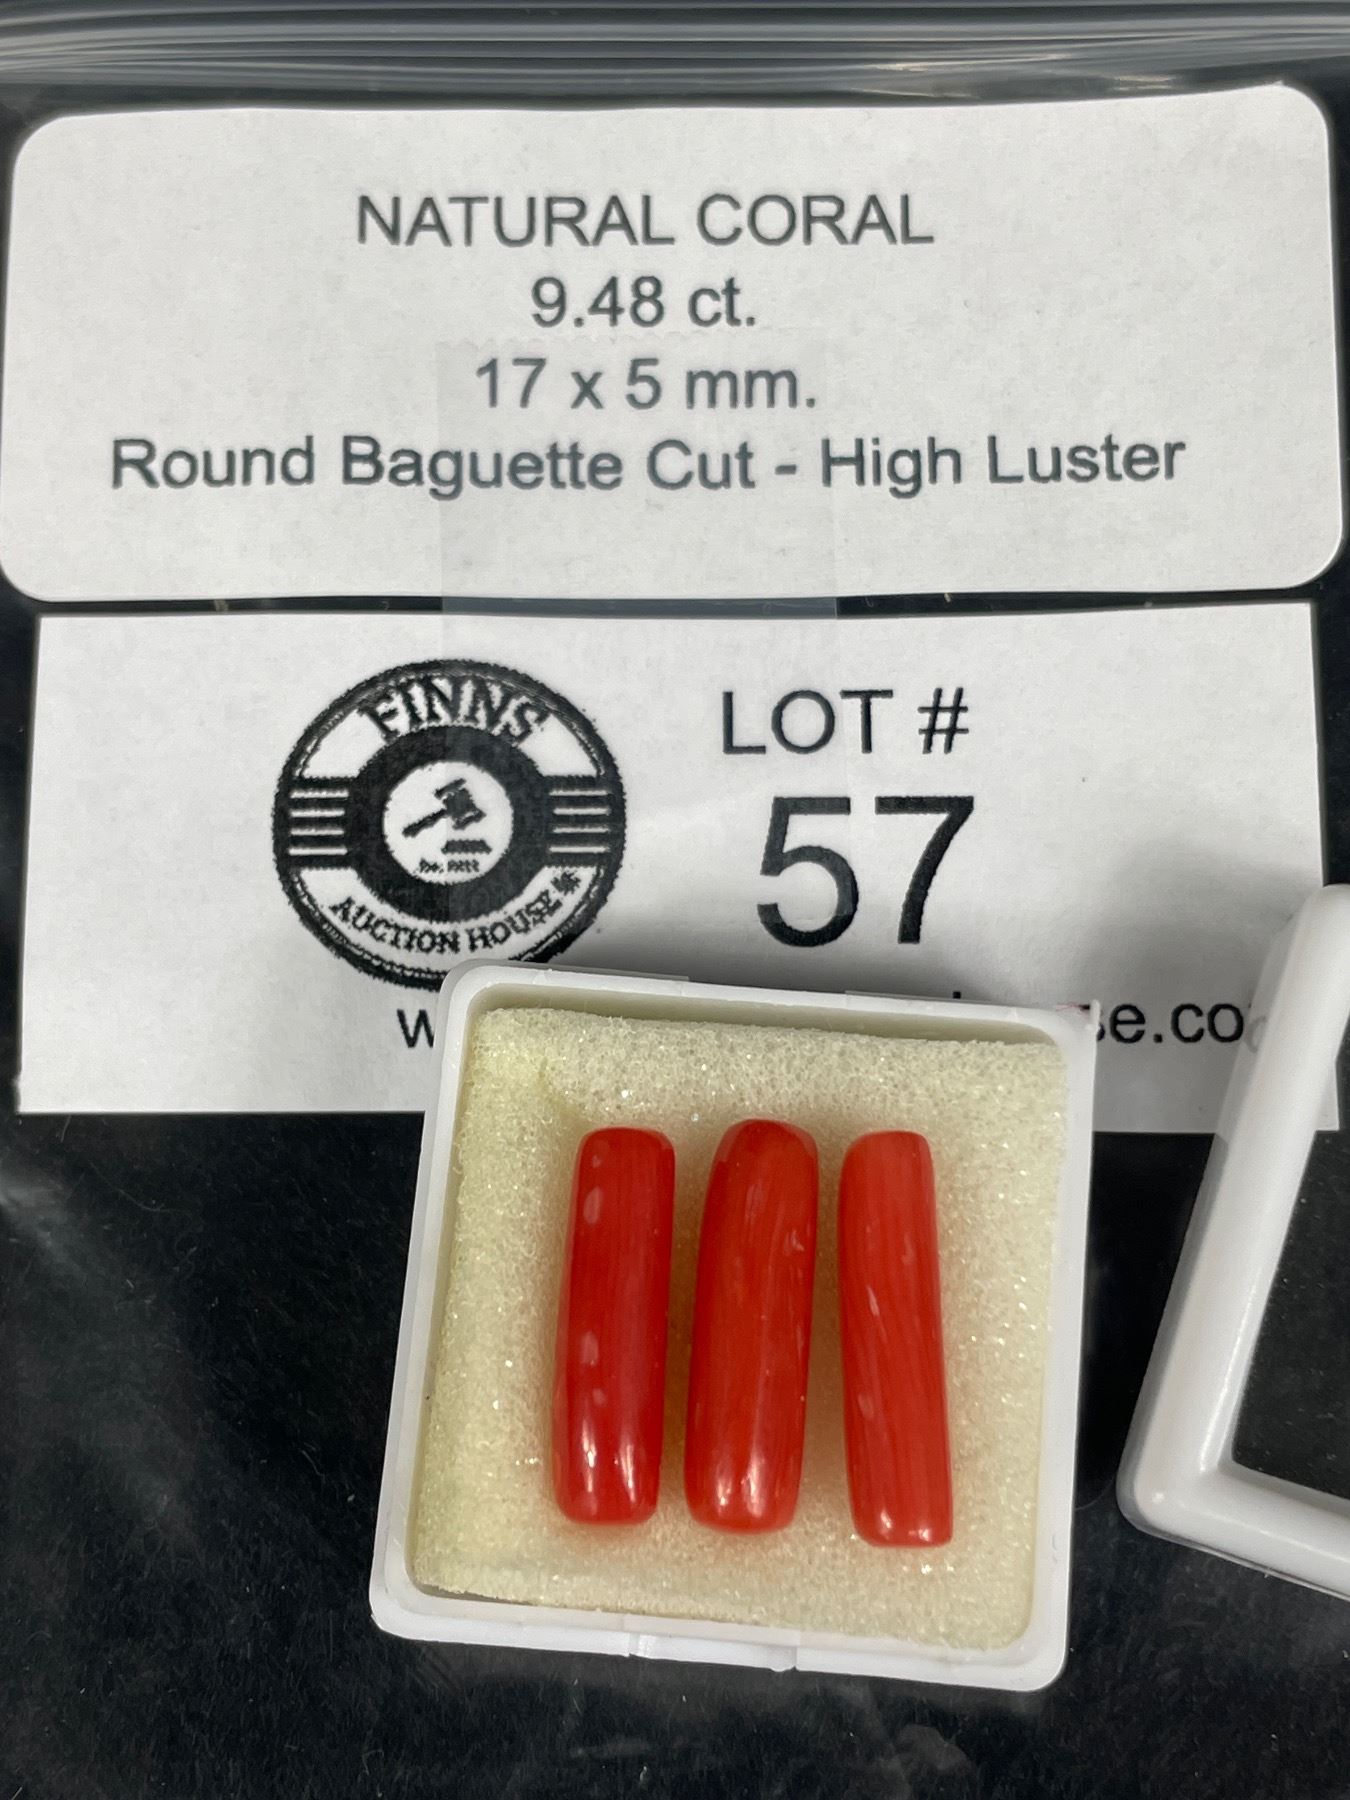 NATURAL CORAL
9.48 ct.
17 x 5 mm.
Round Baguette Cut - High Luster
FINNS
AUCTION HOUSE
LOT #
57